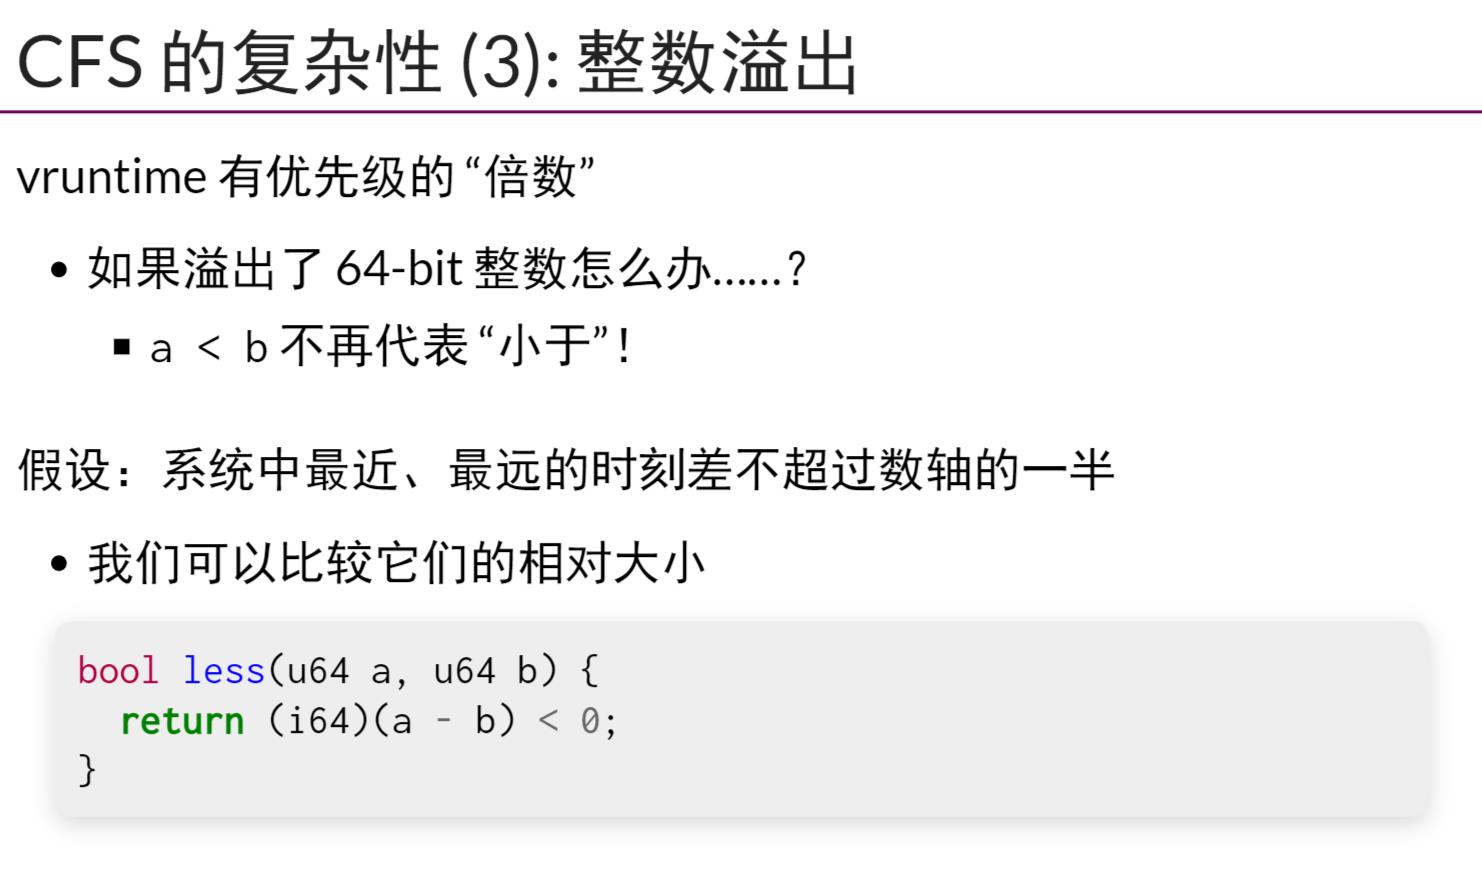 CFS 的复杂性 (3): 整数溢出
vruntime 有优先级的 “倍数”
如果溢出了 64-bit 整数怎么办……?
a < b 不再代表 “小于”！
假设：系统中最近、最远的时刻差不超过数轴的一半
我们可以比较它们的相对大小
bool less(u64 a, u64 b) {
  return (i64)(a - b) < 0;
}